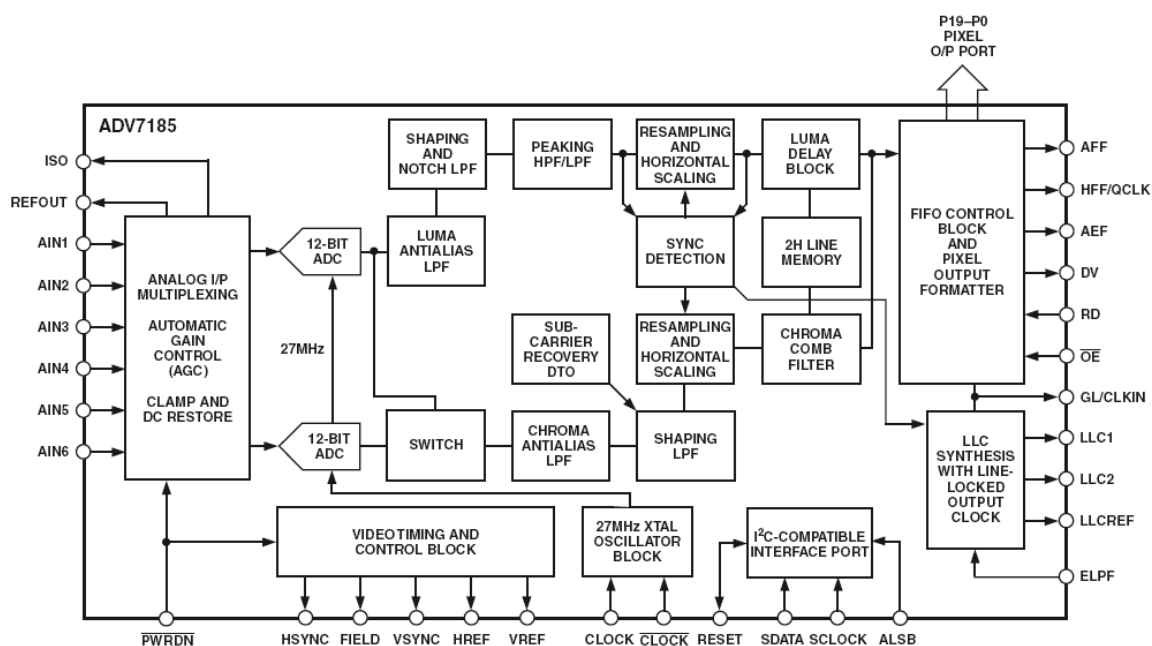 P19–P0
PIXEL
O/P PORT
ADV7185
ISO
REFOUT
AIN1
AIN2
AIN3
AIN4
AIN5
AIN6
ANALOG I/P
MULTIPLEXING
AUTOMATIC
GAIN
CONTROL
(AGC)
CLAMP AND
DC RESTORE
12-BIT
ADC
27MHz
12-BIT
ADC
SHAPING
AND
NOTCH LPF
LUMA
ANTIALIAS
LPF
PEAKING
HPF/LPF
RESAMPLING
AND
HORIZONTAL
SCALING
LUMA
DELAY
BLOCK
SYNC
DETECTION
2H LINE
MEMORY
SUB-
CARRIER
RECOVERY
DTO
RESAMPLING
AND
HORIZONTAL
SCALING
CHROMA
COMB
FILTER
SWITCH
CHROMA
ANTIALIAS
LPF
SHAPING
LPF
FIFO CONTROL
BLOCK
AND
PIXEL
OUTPUT
FORMATTER
LLC
SYNTHESIS
WITH LINE-
LOCKED
OUTPUT
CLOCK
AFF
HFF/QCLK
AEF
DV
RD
OE
GL/CLKIN
LLC1
LLC2
LLCREF
ELPF
VIDEO TIMING AND
CONTROL BLOCK
27MHz XTAL
OSCILLATOR
BLOCK
I²C-COMPATIBLE
INTERFACE PORT
PWRDN
HSYNC
FIELD
VSYNC
HREF
VREF
CLOCK
CLOCK
RESET
SDATA
SCLOCK
ALSB